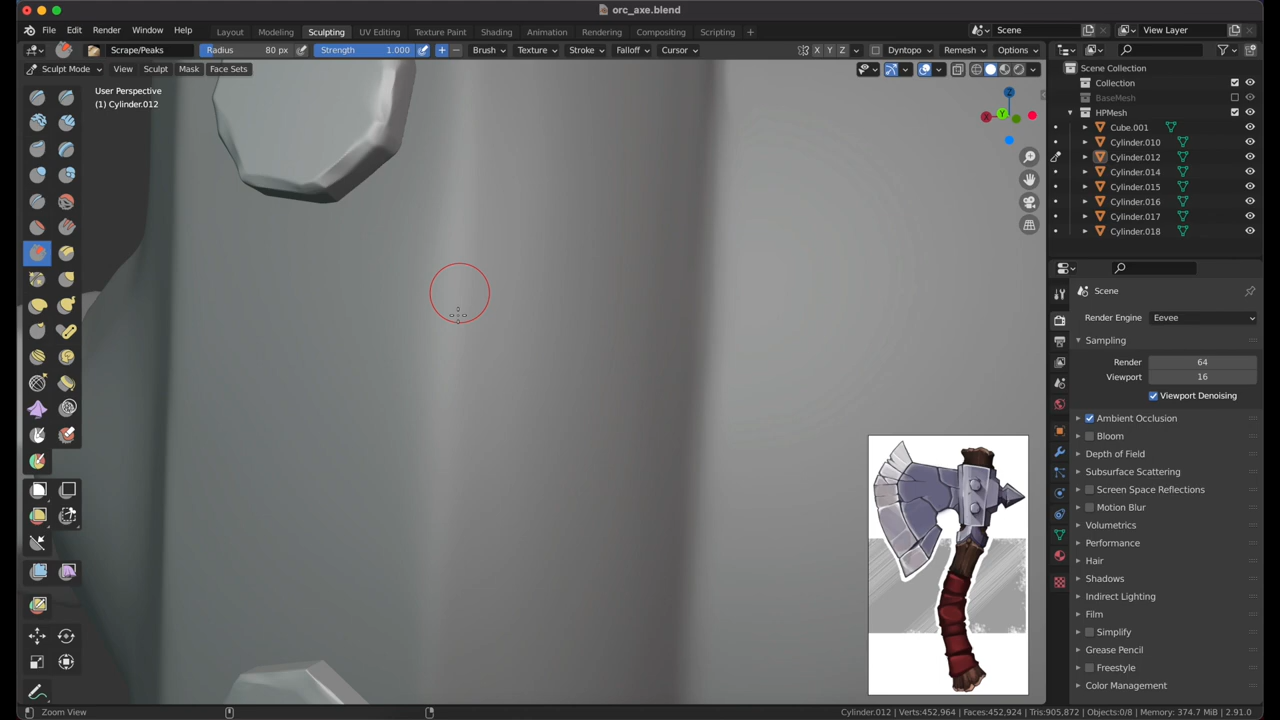 orc_axe.blend
File Edit Render Window Help Layout Modeling Sculpting UV Editing Texture Paint Shading Animation Rendering Compositing Scripting + Scene View Layer
Scrape/Peaks Radius 80 px Strength 1.000 + − Brush Texture Stroke Falloff Cursor X Y Z Dyntopo Remesh Options
Sculpt Mode View Sculpt Mask Face Sets
User Perspective
(1) Cylinder.012
Z
X Y
Scene Collection
Collection
BaseMesh
HPMesh
Cube.001
Cylinder.010
Cylinder.012
Cylinder.014
Cylinder.015
Cylinder.016
Cylinder.017
Cylinder.018
Scene
Render Engine Eevee
Sampling
Render 64
Viewport 16
Viewport Denoising
Ambient Occlusion
Bloom
Depth of Field
Subsurface Scattering
Screen Space Reflections
Motion Blur
Volumetrics
Performance
Hair
Shadows
Indirect Lighting
Film
Simplify
Grease Pencil
Freestyle
Color Management
Zoom View Cylinder.012 | Verts:452,964 | Faces:452,924 | Tris:905,872 | Objects:0/8 | Memory: 374.7 MiB | 2.91.0